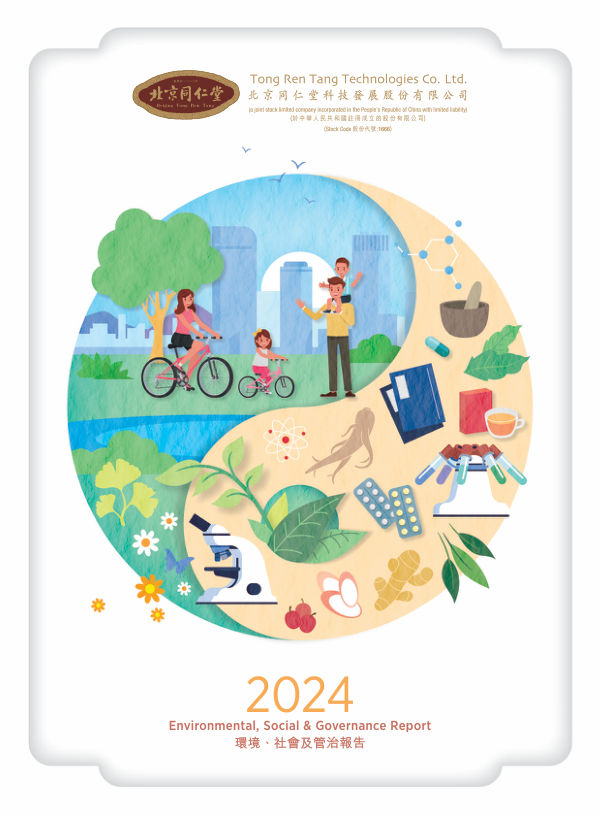 北京同仁堂
Beijing Tong Ren Tang
Tong Ren Tang Technologies Co. Ltd.
北京同仁堂科技發展股份有限公司
(a joint stock limited company incorporated in the People's Republic of China with limited liability)
(於中華人民共和國註冊成立的股份有限公司)
(Stock Code 股份代號:1666)
2024
Environmental, Social & Governance Report
環境、社會及管治報告